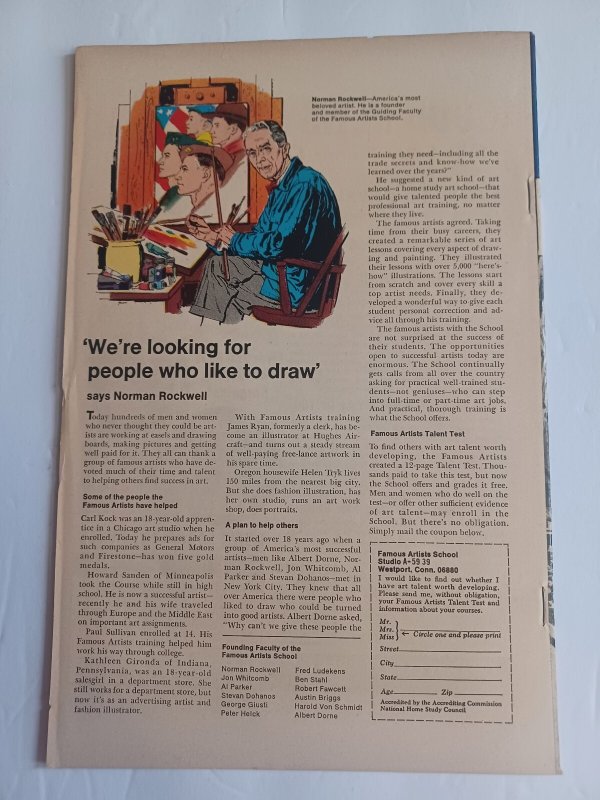 Norman Rockwell—America's most
beloved artist. He is a founder
and member of the Guiding Faculty
of the Famous Artists School.
'We're looking for
people who like to draw'
says Norman Rockwell
Today hundreds of men and women
who never thought they could be art-
ists are working at easels and drawing
boards, making pictures and getting
well paid for it. They all can thank a
group of famous artists who have de-
voted much of their time and talent
to helping others find success in art.
Some of the people the
Famous Artists have helped
Carl Kock was an 18-year-old appren-
tice in a Chicago art studio when he
enrolled. Today he prepares ads for
such companies as General Motors
and Firestone—has won five gold
medals.
Howard Sanden of Minneapolis
took the Course while still in high
school. He is now a successful artist—
recently he and his wife traveled
through Europe and the Middle East
on important art assignments.
Paul Sullivan enrolled at 14. His
Famous Artists training helped him
work his way through college.
Kathleen Gironda of Indiana,
Pennsylvania, was an 18-year-old
salesgirl in a department store. She
still works for a department store, but
now it's as an advertising artist and
fashion illustrator.
With Famous Artists training
James Ryan, formerly a clerk, has be-
come an illustrator at Hughes Air-
craft—and turns out a steady stream
of well-paying free-lance artwork in
his spare time.
Oregon housewife Helen Tryk lives
150 miles from the nearest big city.
But she does fashion illustration, has
her own studio, runs an art work
shop, does portraits.
A plan to help others
It started over 18 years ago when a
group of America's most successful
artists—men like Albert Dorne, Nor-
man Rockwell, Jon Whitcomb, Al
Parker and Stevan Dohanos—met in
New York City. They knew that all
over America there were people who
liked to draw who could be turned
into good artists. Albert Dorne asked,
"Why can't we give these people the
Founding Faculty of the
Famous Artists School
Norman Rockwell
Jon Whitcomb
Al Parker
Stevan Dohanos
George Giusti
Peter Helck
Fred Ludekens
Ben Stahl
Robert Fawcett
Austin Briggs
Harold Von Schmidt
Albert Dorne
training they need—including all the
trade secrets and know-how we've
learned over the years?"
He suggested a new kind of art
school—a home study art school—that
would give talented people the best
professional art training, no matter
where they live.
The famous artists agreed. Taking
time from their busy careers, they
created a remarkable series of art
lessons covering every aspect of draw-
ing and painting. They illustrated
their lessons with over 5,000 "here's-
how" illustrations. The lessons start
from scratch and cover every skill a
top artist needs. Finally, they de-
veloped a wonderful way to give each
student personal correction and ad-
vice all through his training.
The famous artists with the School
are not surprised at the success of
their students. The opportunities
open to successful artists today are
enormous. The School continually
gets calls from all over the country
asking for practical well-trained stu-
dents—not geniuses—who can step
into full-time or part-time art jobs.
And practical, thorough training is
what the School offers.
Famous Artists Talent Test
To find others with art talent worth
developing, the Famous Artists
created a 12-page Talent Test. Thou-
sands paid to take this test, but now
the School offers and grades it free.
Men and women who do well on the
test—or offer other sufficient evidence
of art talent—may enroll in the
School. But there's no obligation.
Simply mail the coupon below.
Famous Artists School
Studio A-5939
Westport, Conn. 06880
I would like to find out whether I
have art talent worth developing.
Please send me, without obligation,
your Famous Artists Talent Test and
information about your courses.
Mr.
Mrs. ← Circle one and please print
Miss
Street
City
State
Age Zip
Accredited by the Accrediting Commission
National Home Study Council